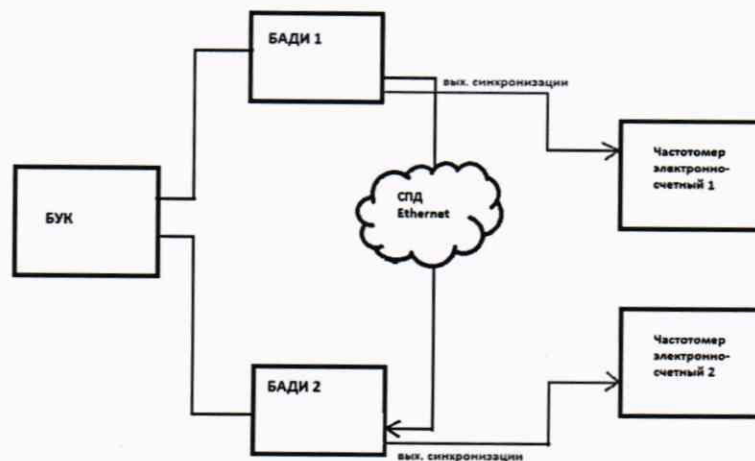 БАДИ 1
вых. синхронизации
Частотомер
электронно-
счетный 1
СПД
Ethernet
БУК
Частотомер
электронно-
счетный 2
БАДИ 2
вых. синхронизации